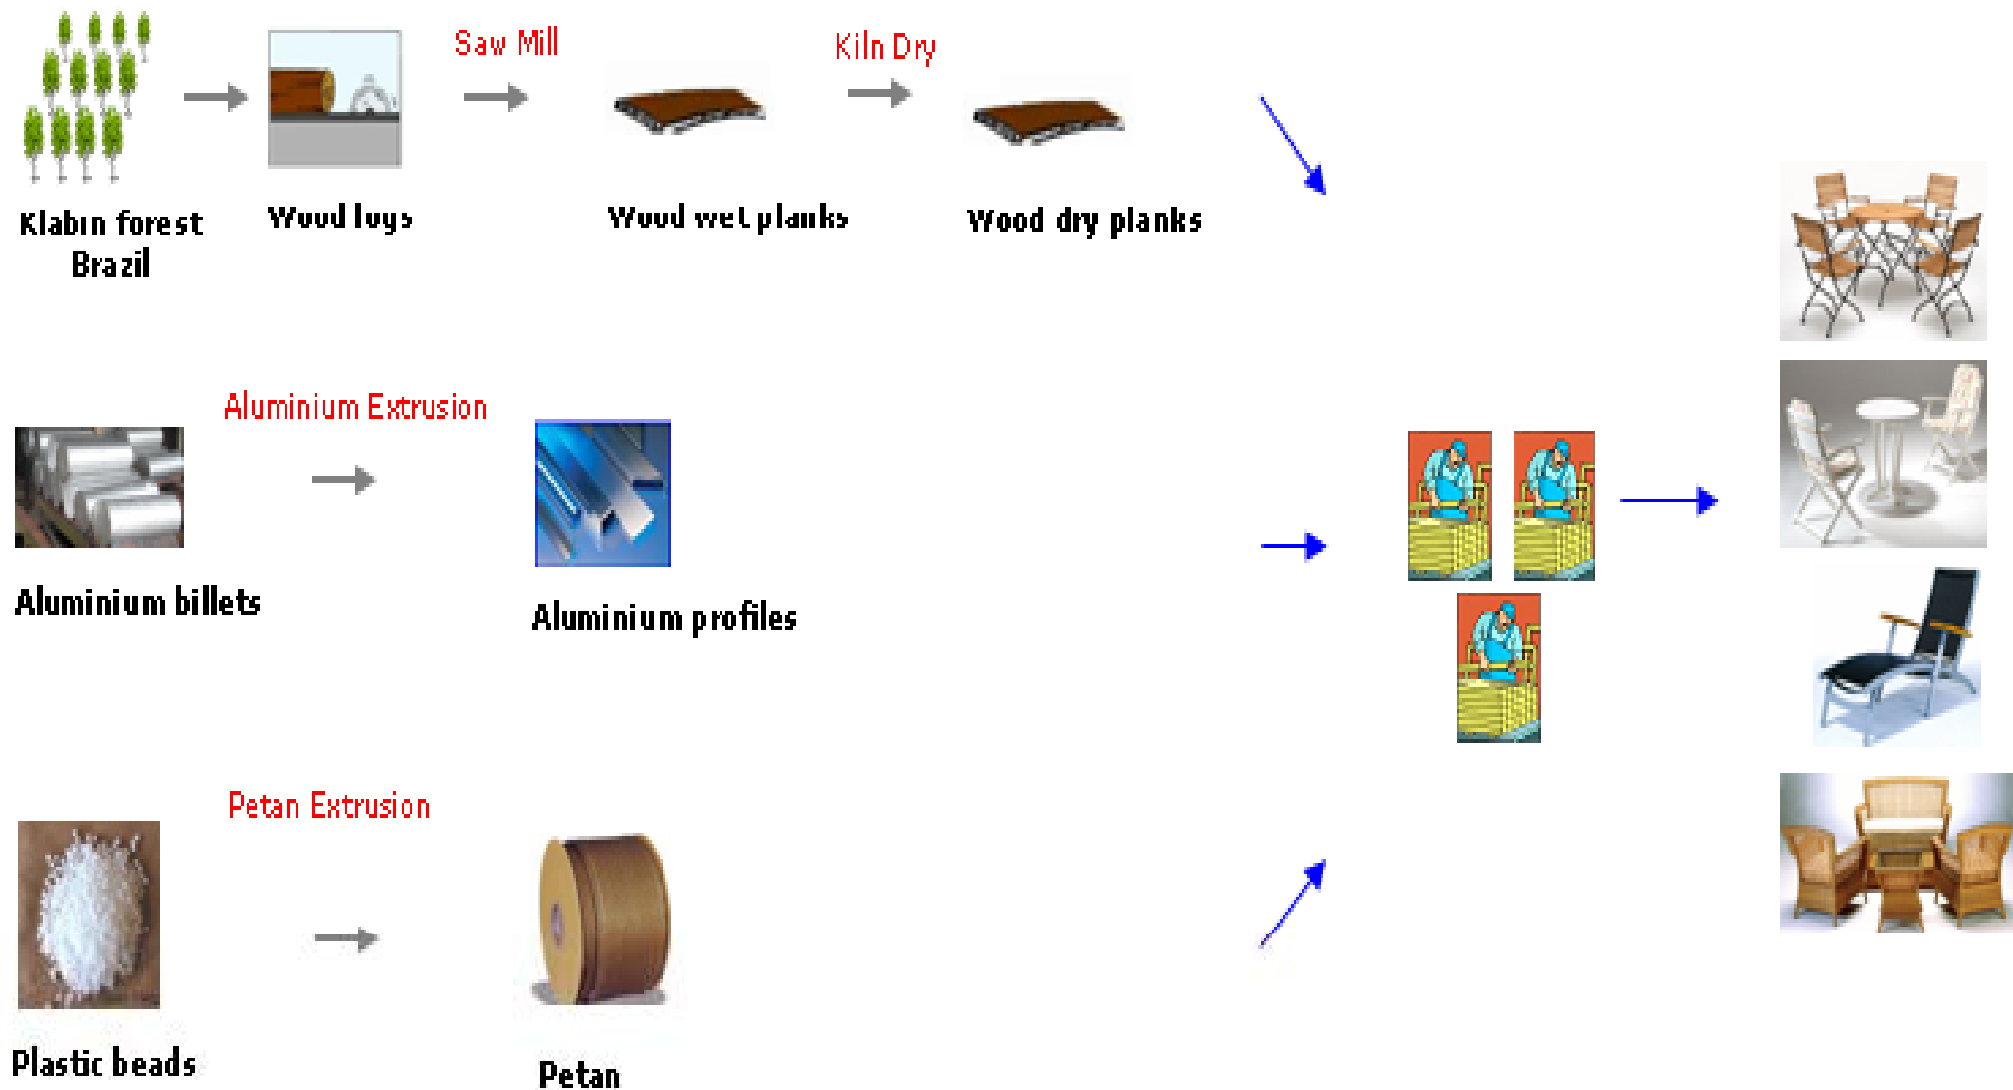 Saw Mill
Kiln Dry
Klabin forest
Brazil
Wood logs
Wood wet planks
Wood dry planks
Aluminium Extrusion
Aluminium billets
Aluminium profiles
Petan Extrusion
Plastic beads
Petan